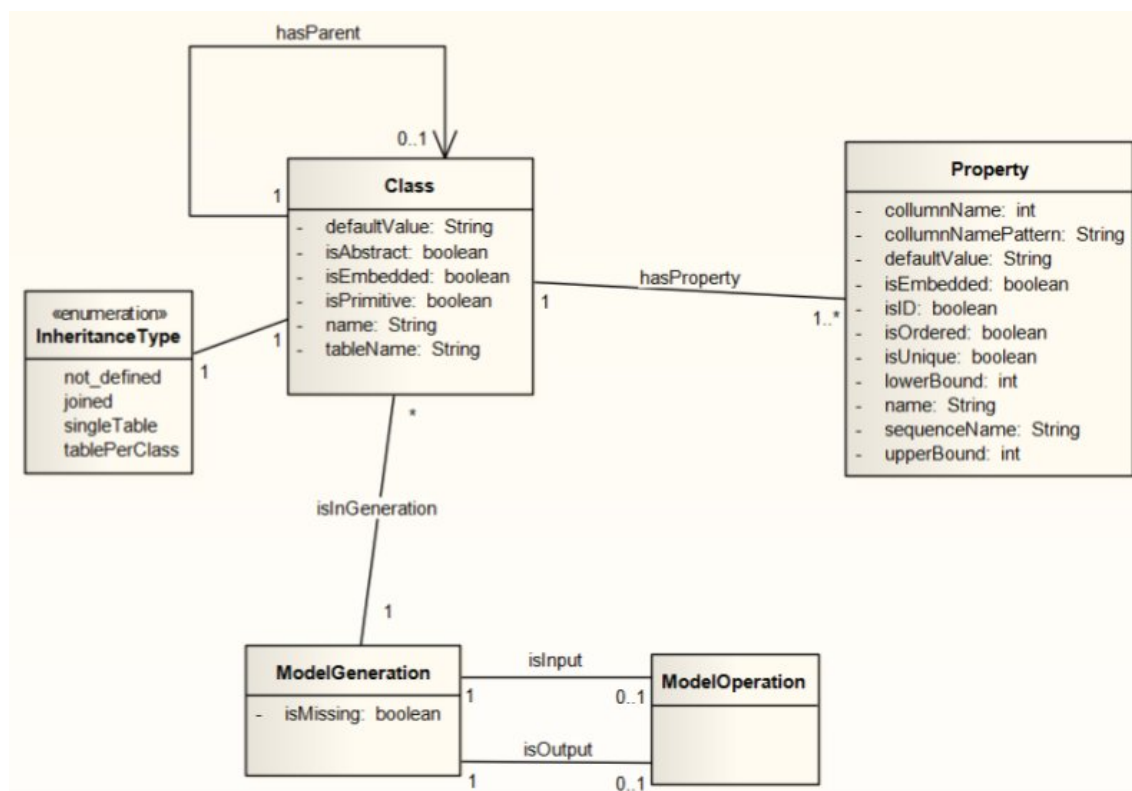 hasParent
0..1
1
Class
- defaultValue: String
- isAbstract: boolean
- isEmbedded: boolean
- isPrimitive: boolean
- name: String
- tableName: String
Property
- collumnName: int
- collumnNamePattern: String
- defaultValue: String
- isEmbedded: boolean
- isID: boolean
- isOrdered: boolean
- isUnique: boolean
- lowerBound: int
- name: String
- sequenceName: String
- upperBound: int
hasProperty
1
1..*
«enumeration»
InheritanceType
not_defined
joined
singleTable
tablePerClass
1
1
*
isInGeneration
1
ModelGeneration
- isMissing: boolean
isInput
1
0..1
ModelOperation
isOutput
1
0..1